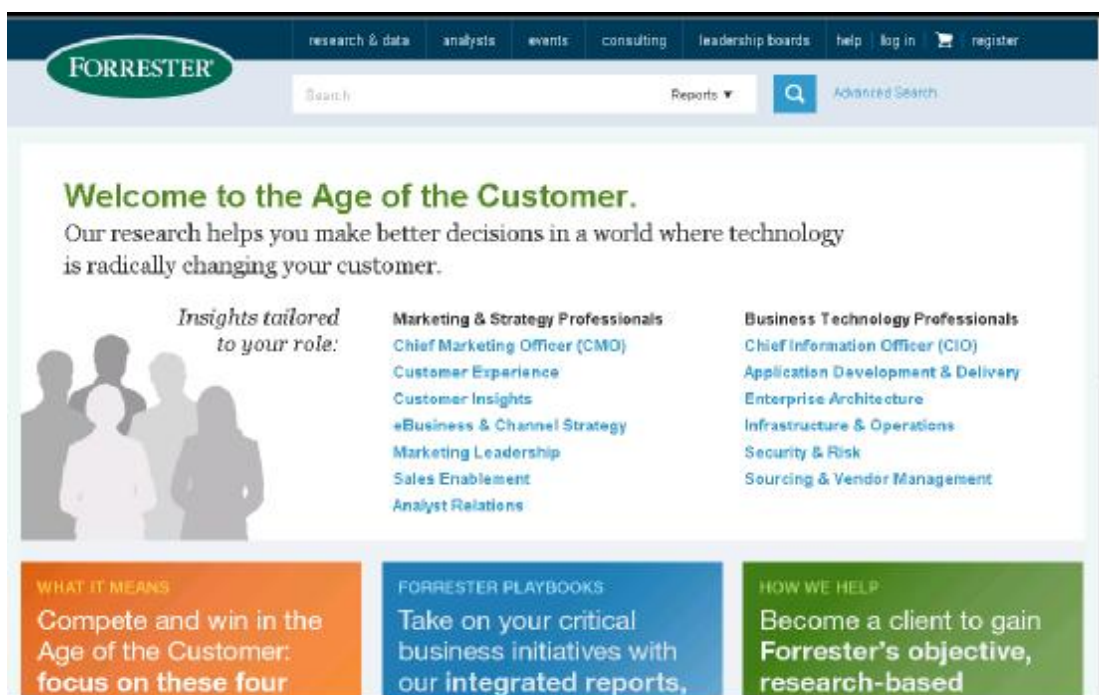 FORRESTER®
research & data analysts events consulting leadership boards help log in register
Search Reports ▼ Advanced Search
Welcome to the Age of the Customer.
Our research helps you make better decisions in a world where technology
is radically changing your customer.
Insights tailored
to your role:
Marketing & Strategy Professionals
Chief Marketing Officer (CMO)
Customer Experience
Customer Insights
eBusiness & Channel Strategy
Marketing Leadership
Sales Enablement
Analyst Relations
Business Technology Professionals
Chief Information Officer (CIO)
Application Development & Delivery
Enterprise Architecture
Infrastructure & Operations
Security & Risk
Sourcing & Vendor Management
WHAT IT MEANS
Compete and win in the
Age of the Customer:
focus on these four
FORRESTER PLAYBOOKS
Take on your critical
business initiatives with
our integrated reports,
HOW WE HELP
Become a client to gain
Forrester's objective,
research-based